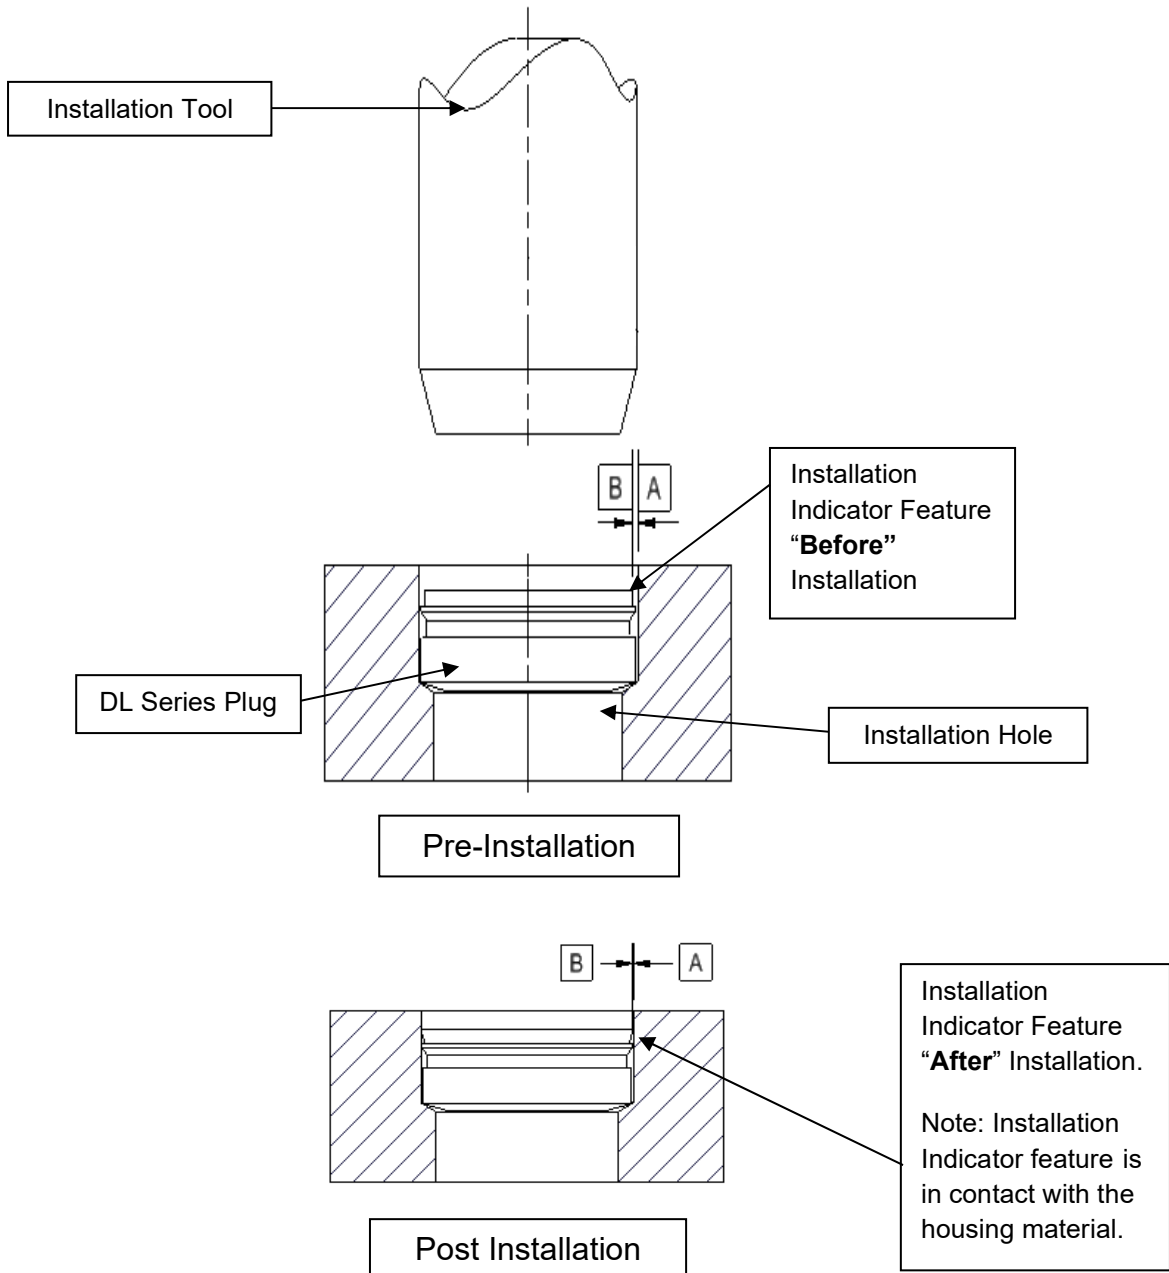 Installation Tool
B A
Installation
Indicator Feature
“Before”
Installation
DL Series Plug
Installation Hole
Pre-Installation
B A
Installation
Indicator Feature
“After” Installation.
Note: Installation
Indicator feature is
in contact with the
housing material.
Post Installation